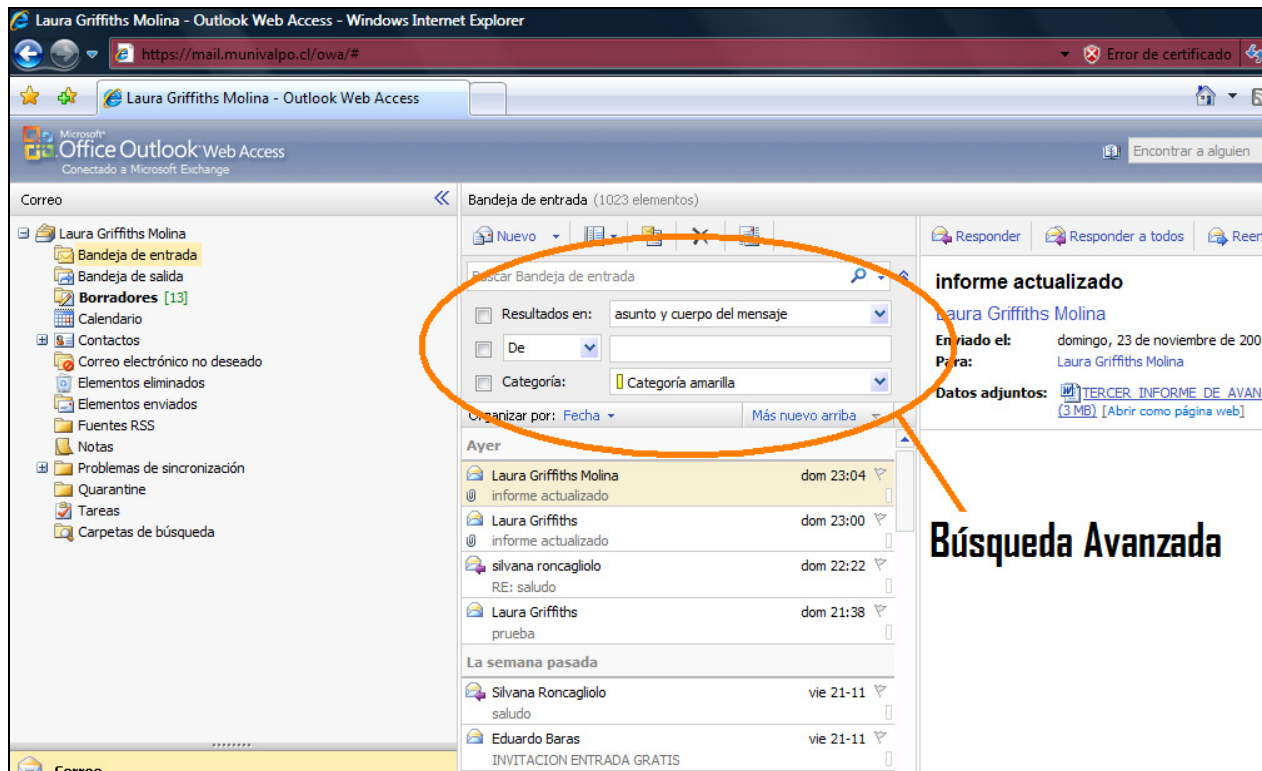 Laura Griffiths Molina - Outlook Web Access - Windows Internet Explorer
https://mail.munivalpo.cl/owa/#
Error de certificado
Laura Griffiths Molina - Outlook Web Access
Microsoft
Office Outlook Web Access
Conectado a Microsoft Exchange
Encontrar a alguien
Correo
Bandeja de entrada (1023 elementos)
Laura Griffiths Molina
Bandeja de entrada
Bandeja de salida
Borradores [13]
Calendario
Contactos
Correo electrónico no deseado
Elementos eliminados
Elementos enviados
Fuentes RSS
Notas
Problemas de sincronización
Quarantine
Tareas
Carpetas de búsqueda
Correo
Nuevo
Buscar Bandeja de entrada
Resultados en: asunto y cuerpo del mensaje
De
Categoría: Categoría amarilla
Organizar por: Fecha Más nuevo arriba
Ayer
Laura Griffiths Molina dom 23:04
informe actualizado
Laura Griffiths dom 23:00
informe actualizado
silvana roncagliolo dom 22:22
RE: saludo
Laura Griffiths dom 21:38
prueba
La semana pasada
Silvana Roncagliolo vie 21-11
saludo
Eduardo Baras vie 21-11
INVITACION ENTRADA GRATIS
Responder Responder a todos Reen
informe actualizado
Laura Griffiths Molina
Enviado el: domingo, 23 de noviembre de 200
Para: Laura Griffiths Molina
Datos adjuntos: TERCER INFORME DE AVAN
(3 MB) [Abrir como página web]
Búsqueda Avanzada